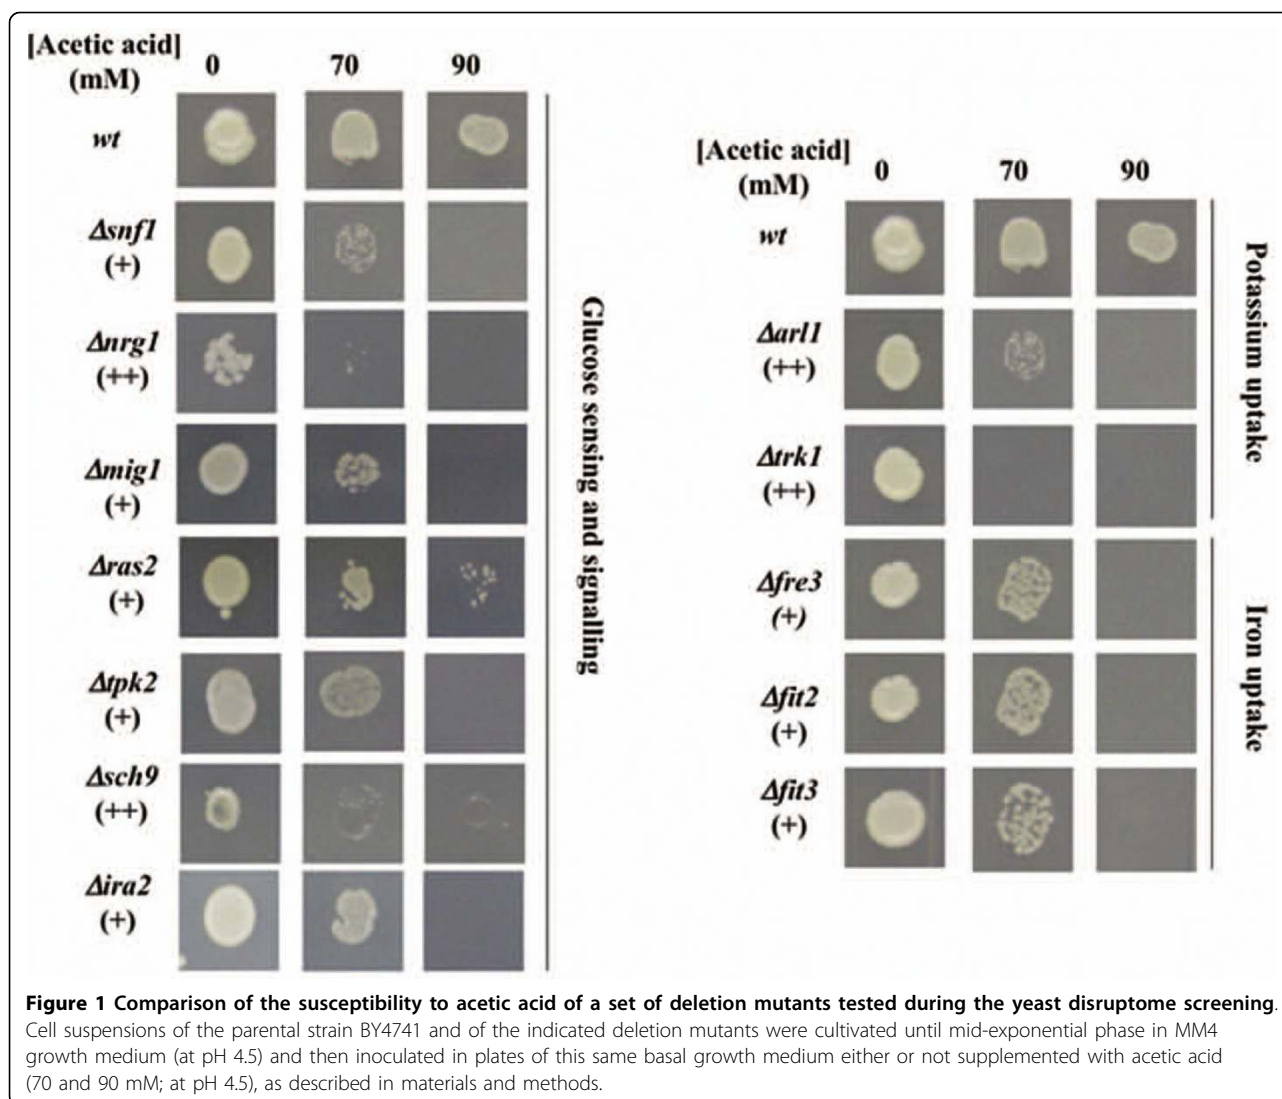 [Acetic acid]
(mM)
0
70
90
wt
Δsnf1
(+)
Δnrg1
(++)
Δmig1
(+)
Δras2
(+)
Δtpk2
(+)
Δsch9
(++)
Δira2
(+)
Glucose sensing and signalling
[Acetic acid]
(mM)
0
70
90
wt
Δarl1
(++)
Δtrk1
(++)
Δfre3
(+)
Δfit2
(+)
Δfit3
(+)
Potassium uptake
Iron uptake
Figure 1 Comparison of the susceptibility to acetic acid of a set of deletion mutants tested during the yeast disruptome screening.
Cell suspensions of the parental strain BY4741 and of the indicated deletion mutants were cultivated until mid-exponential phase in MM4
growth medium (at pH 4.5) and then inoculated in plates of this same basal growth medium either or not supplemented with acetic acid
(70 and 90 mM; at pH 4.5), as described in materials and methods.